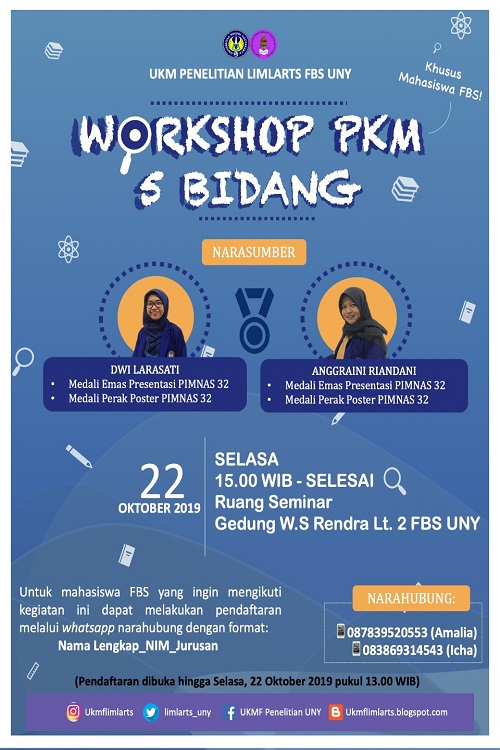 UKM PENELITIAN LIMLARTS FBS UNY
Khusus
Mahasiswa FBS!
WORKSHOP PKM
5 BIDANG
NARASUMBER
DWI LARASATI
• Medali Emas Presentasi PIMNAS 32
• Medali Perak Poster PIMNAS 32
ANGGRAINI RIANDANI
• Medali Emas Presentasi PIMNAS 32
• Medali Perak Poster PIMNAS 32
22
OKTOBER 2019
SELASA
15.00 WIB - SELESAI
Ruang Seminar
Gedung W.S Rendra Lt. 2 FBS UNY
Untuk mahasiswa FBS yang ingin mengikuti
kegiatan ini dapat melakukan pendaftaran
melalui whatsapp narahubung dengan format:
Nama Lengkap_NIM_Jurusan
NARAHUBUNG:
087839520553 (Amalia)
083869314543 (Icha)
(Pendaftaran dibuka hingga Selasa, 22 Oktober 2019 pukul 13.00 WIB)
Ukmflimlarts
limlarts_uny
UKMF Penelitian UNY
Ukmflimlarts.blogspot.com